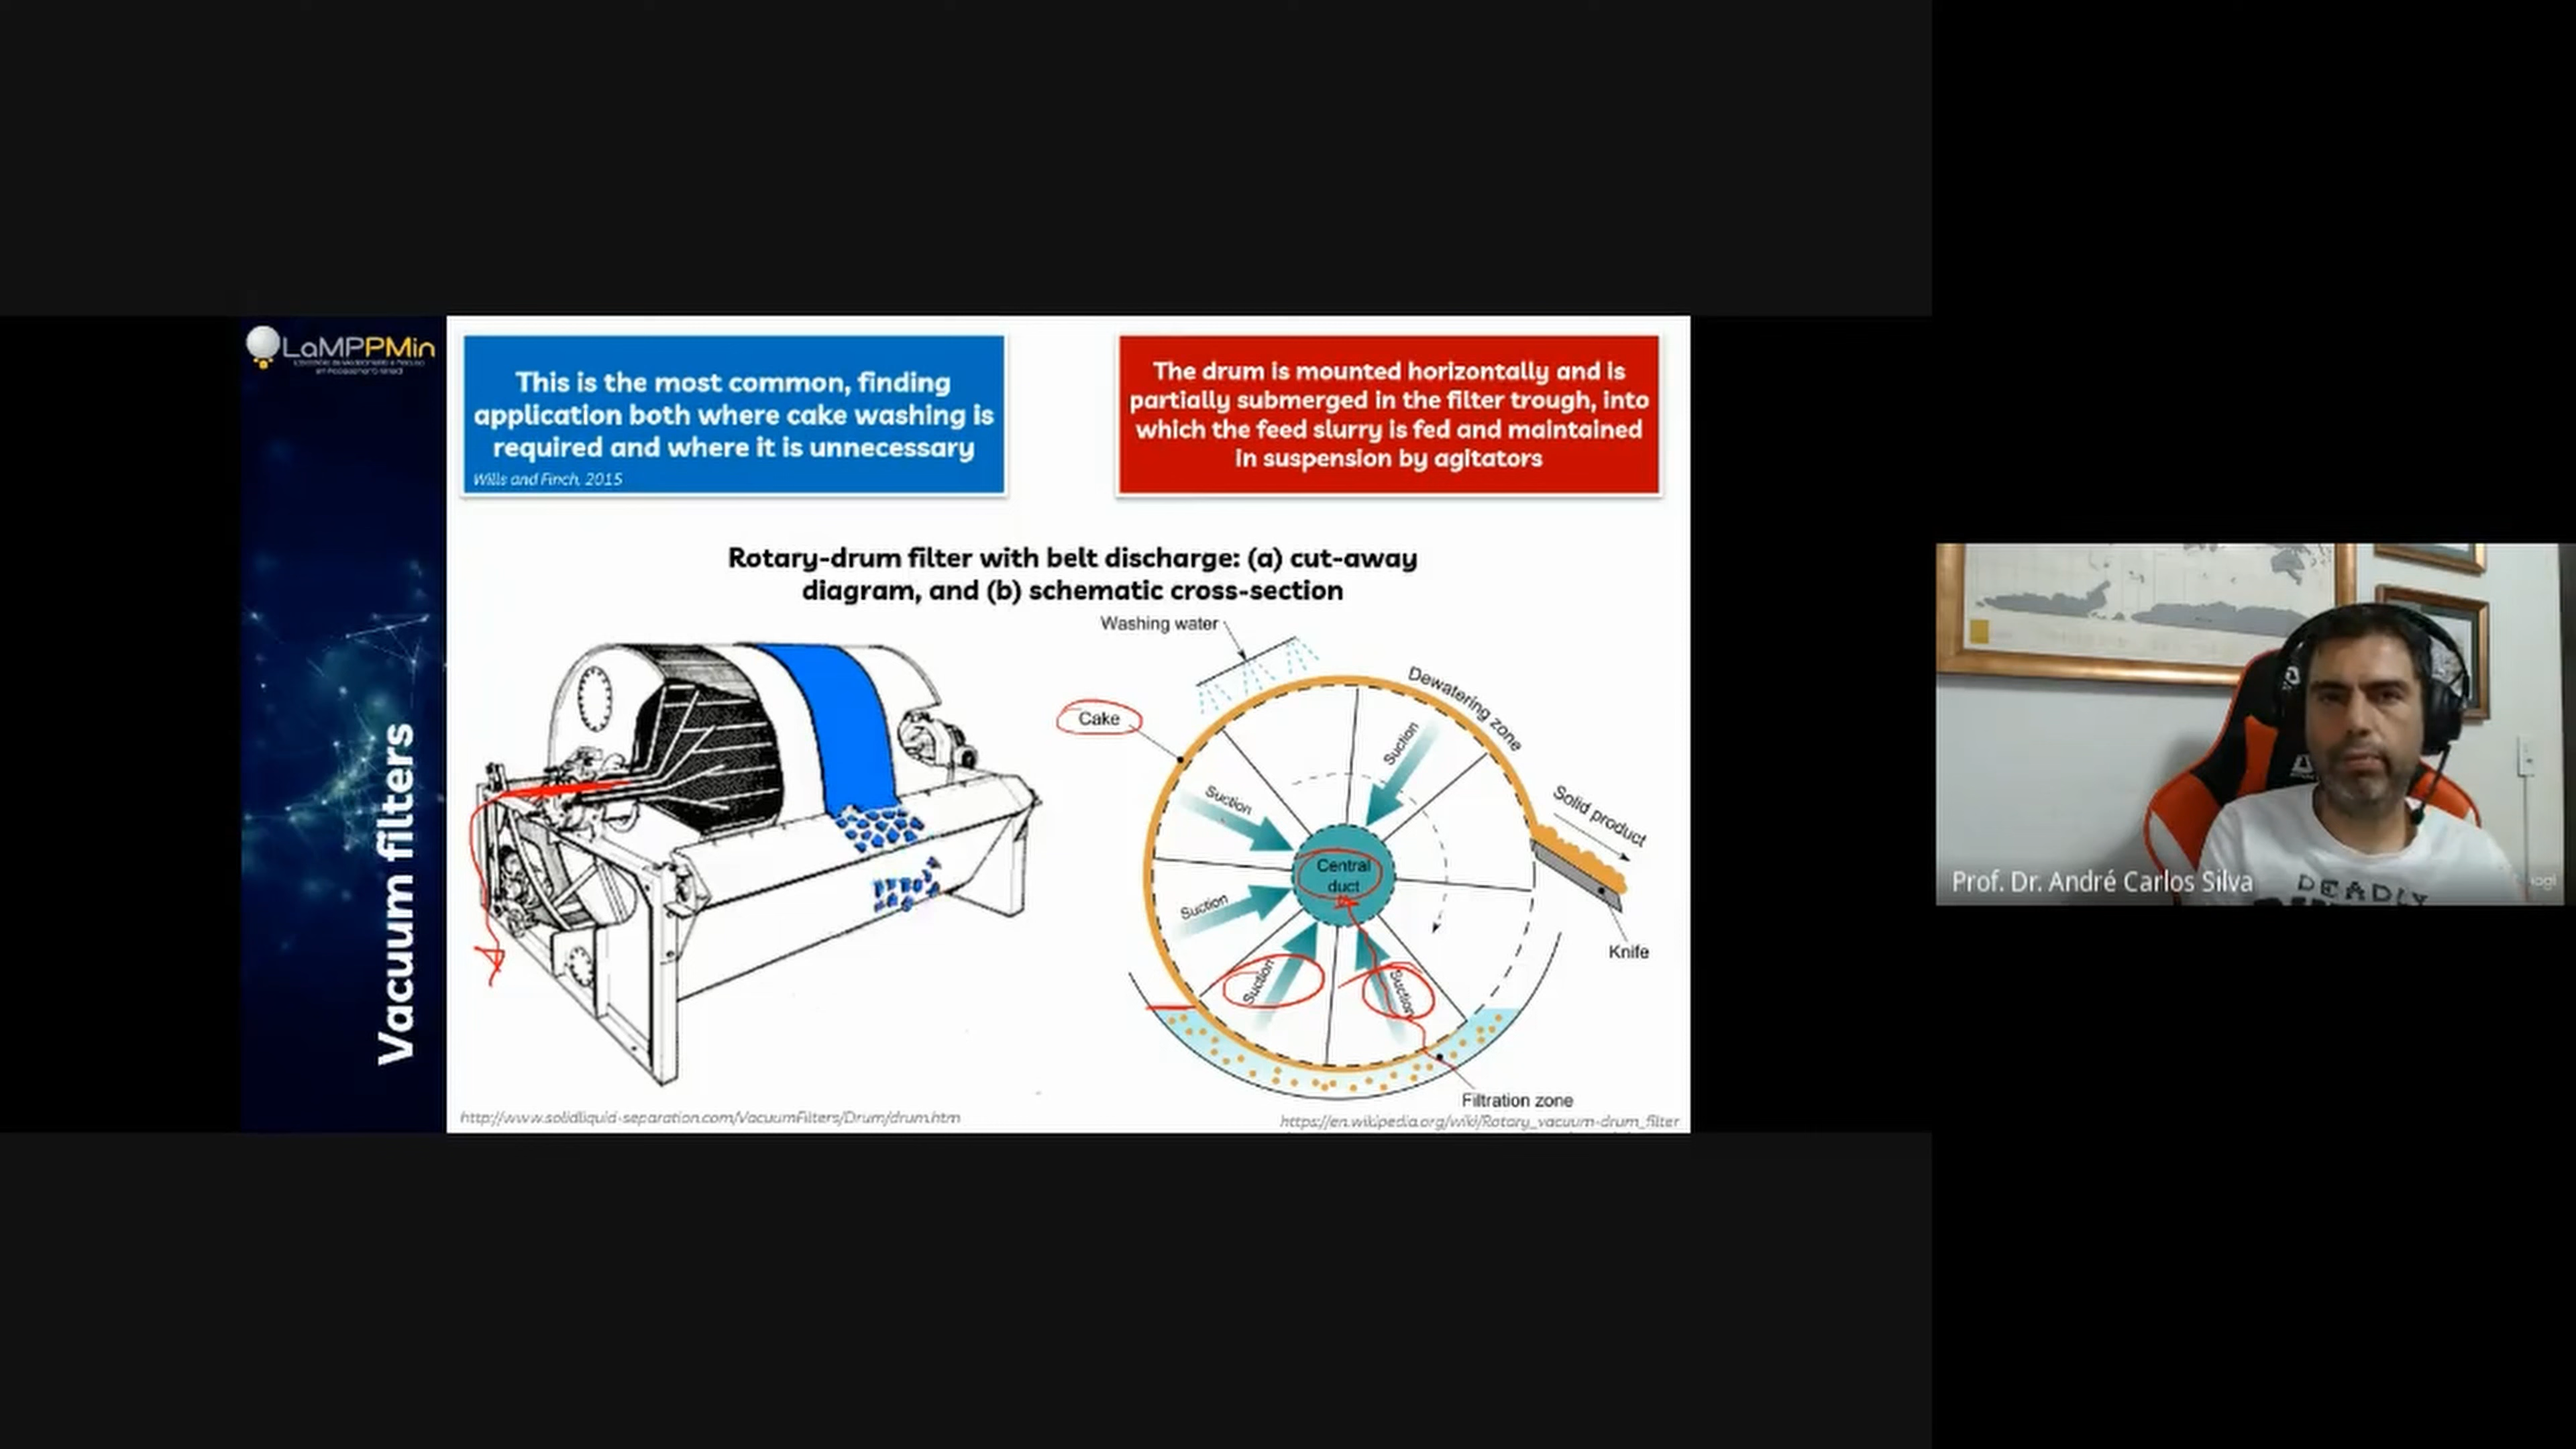 LaMPPMin
This is the most common, finding
application both where cake washing is
required and where it is unnecessary
Wills and Finch, 2015
The drum is mounted horizontally and is
partially submerged in the filter trough, into
which the feed slurry is fed and maintained
in suspension by agitators
Rotary-drum filter with belt discharge: (a) cut-away
diagram, and (b) schematic cross-section
Vacuum filters
Washing water
Cake
Dewatering zone
Suction
Suction
Solid product
Central
duct
Suction
Knife
Suction
Suction
Filtration zone
http://www.solidliquid-separation.com/VacuumFilters/Drum/drum.htm
https://en.wikipedia.org/wiki/Rotary_vacuum-drum_filter
Prof. Dr. André Carlos Silva
DEADLY